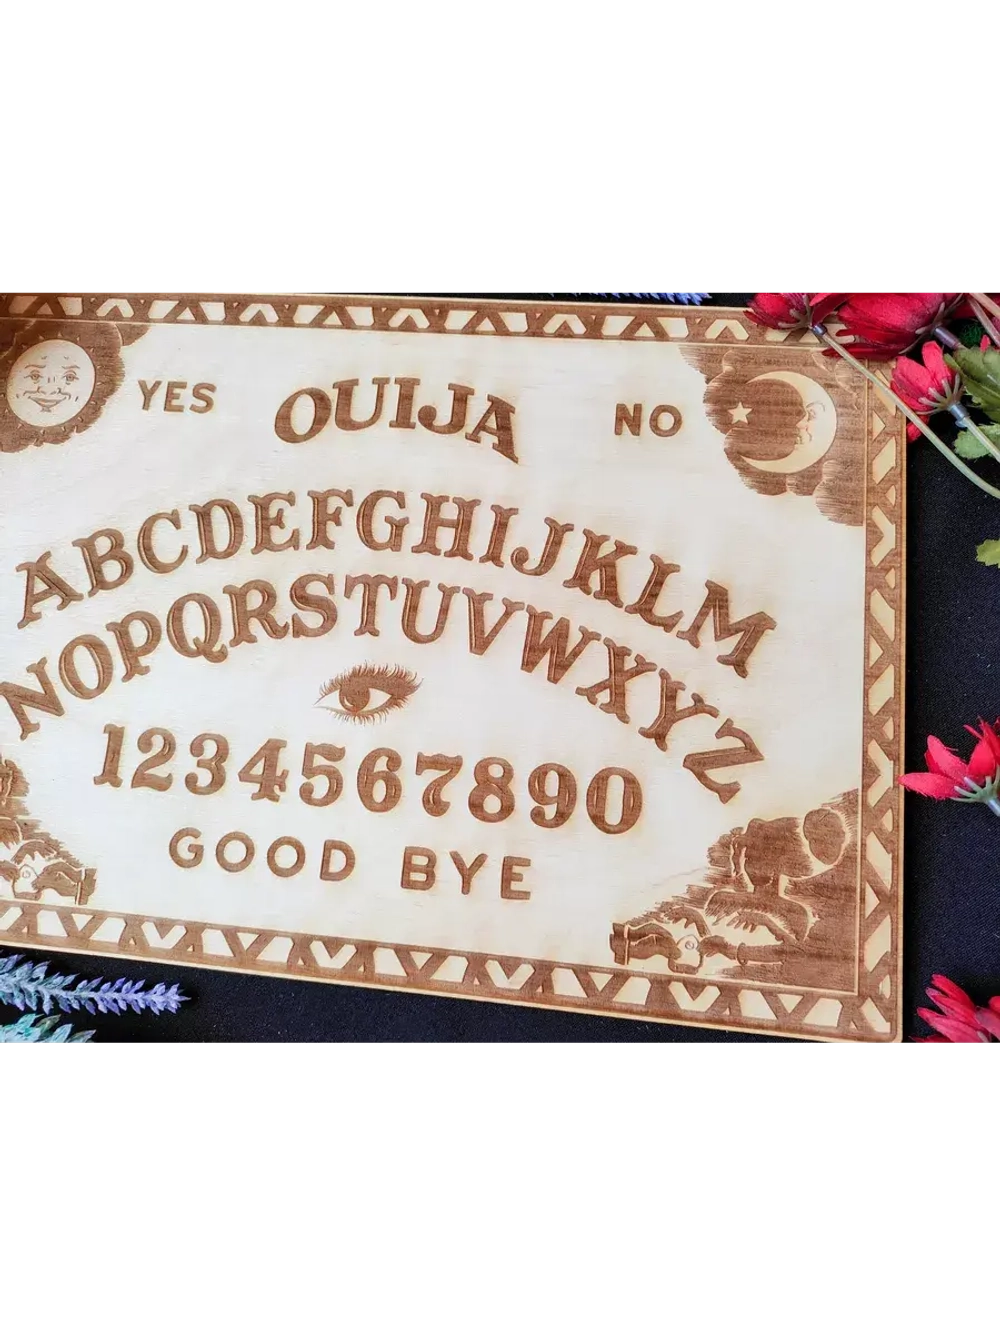 YES OUIJA NO
ABCDEFGHIJKLM
NOPQRSTUVWXYZ
1234567890
GOOD BYE